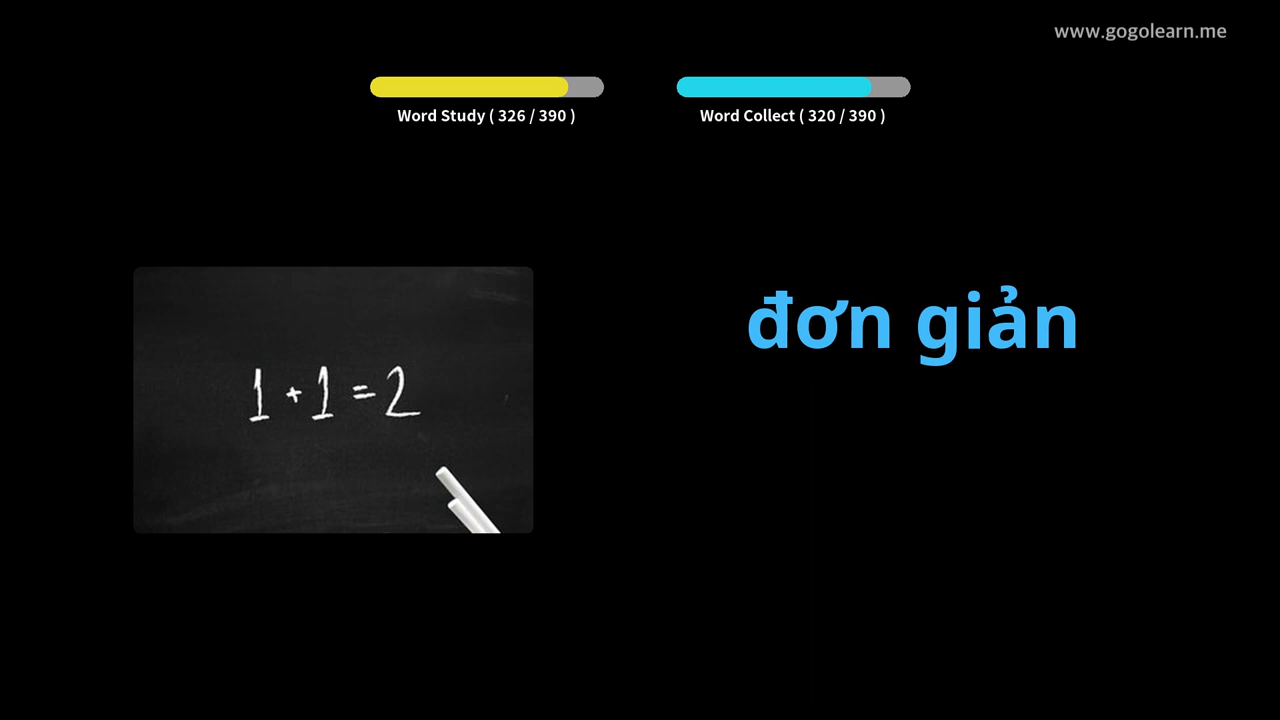 www.gogolearn.me
Word Study ( 326 / 390 )
Word Collect ( 320 / 390 )
1 + 1 = 2
đơn giản